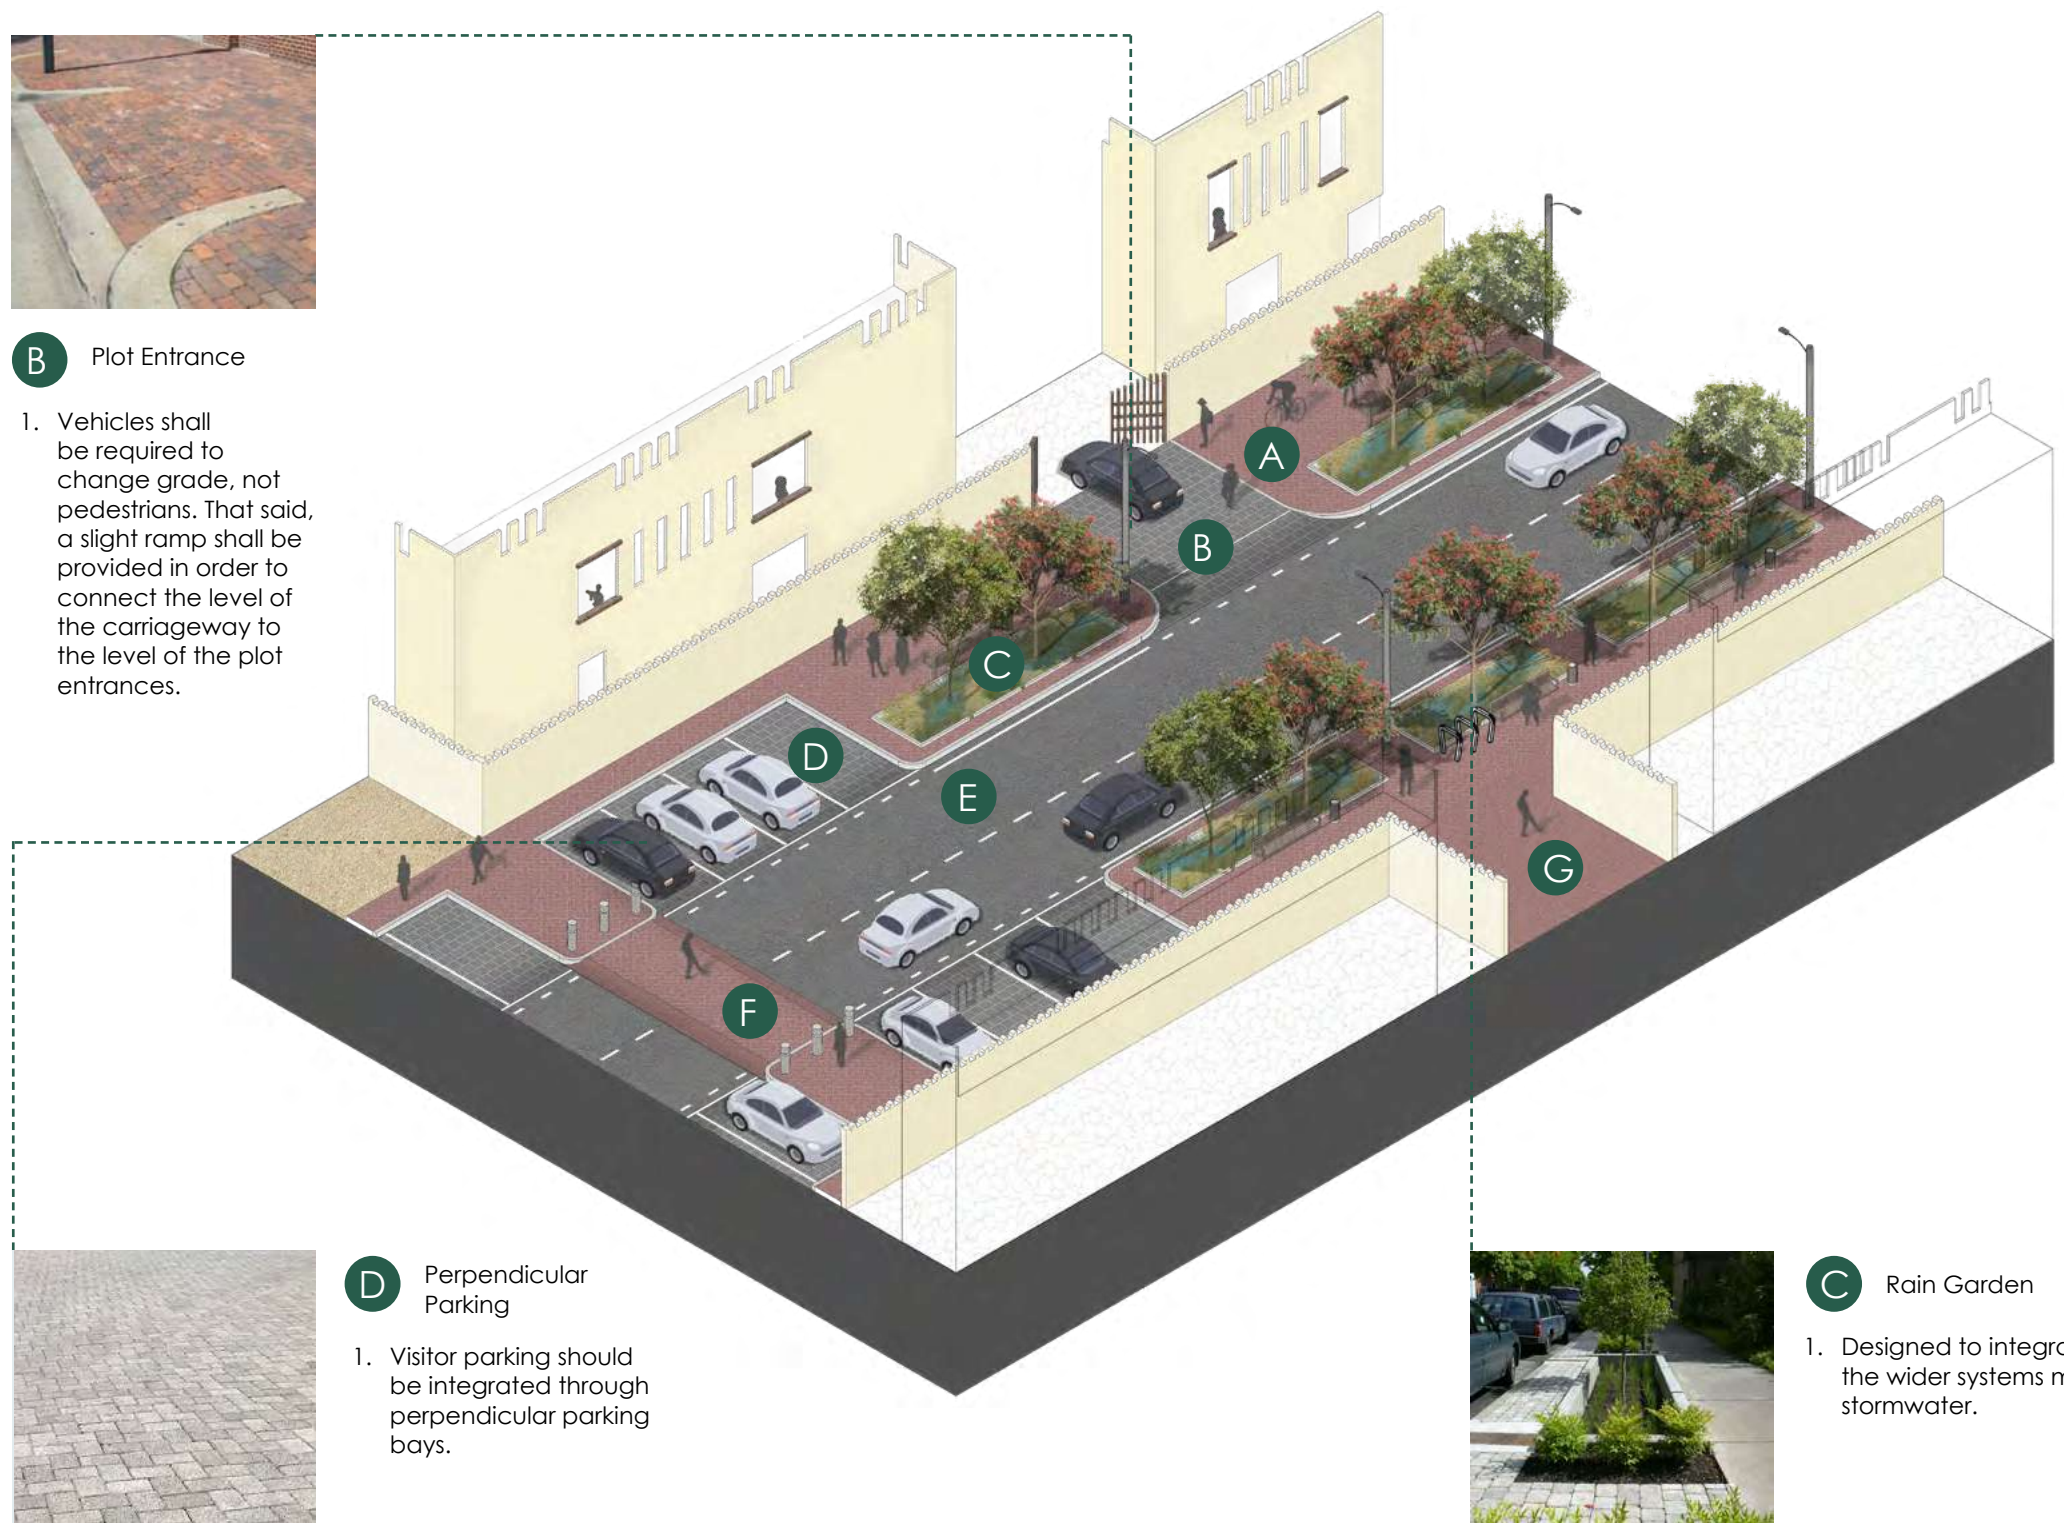 B Plot Entrance
1. Vehicles shall
be required to
change grade, not
pedestrians. That said,
a slight ramp shall be
provided in order to
connect the level of
the carriageway to
the level of the plot
entrances.
A
B
C
D
E
F
G
D Perpendicular
Parking
1. Visitor parking should
be integrated through
perpendicular parking
bays.
C Rain Garden
1. Designed to
the wider systems
stormwater.